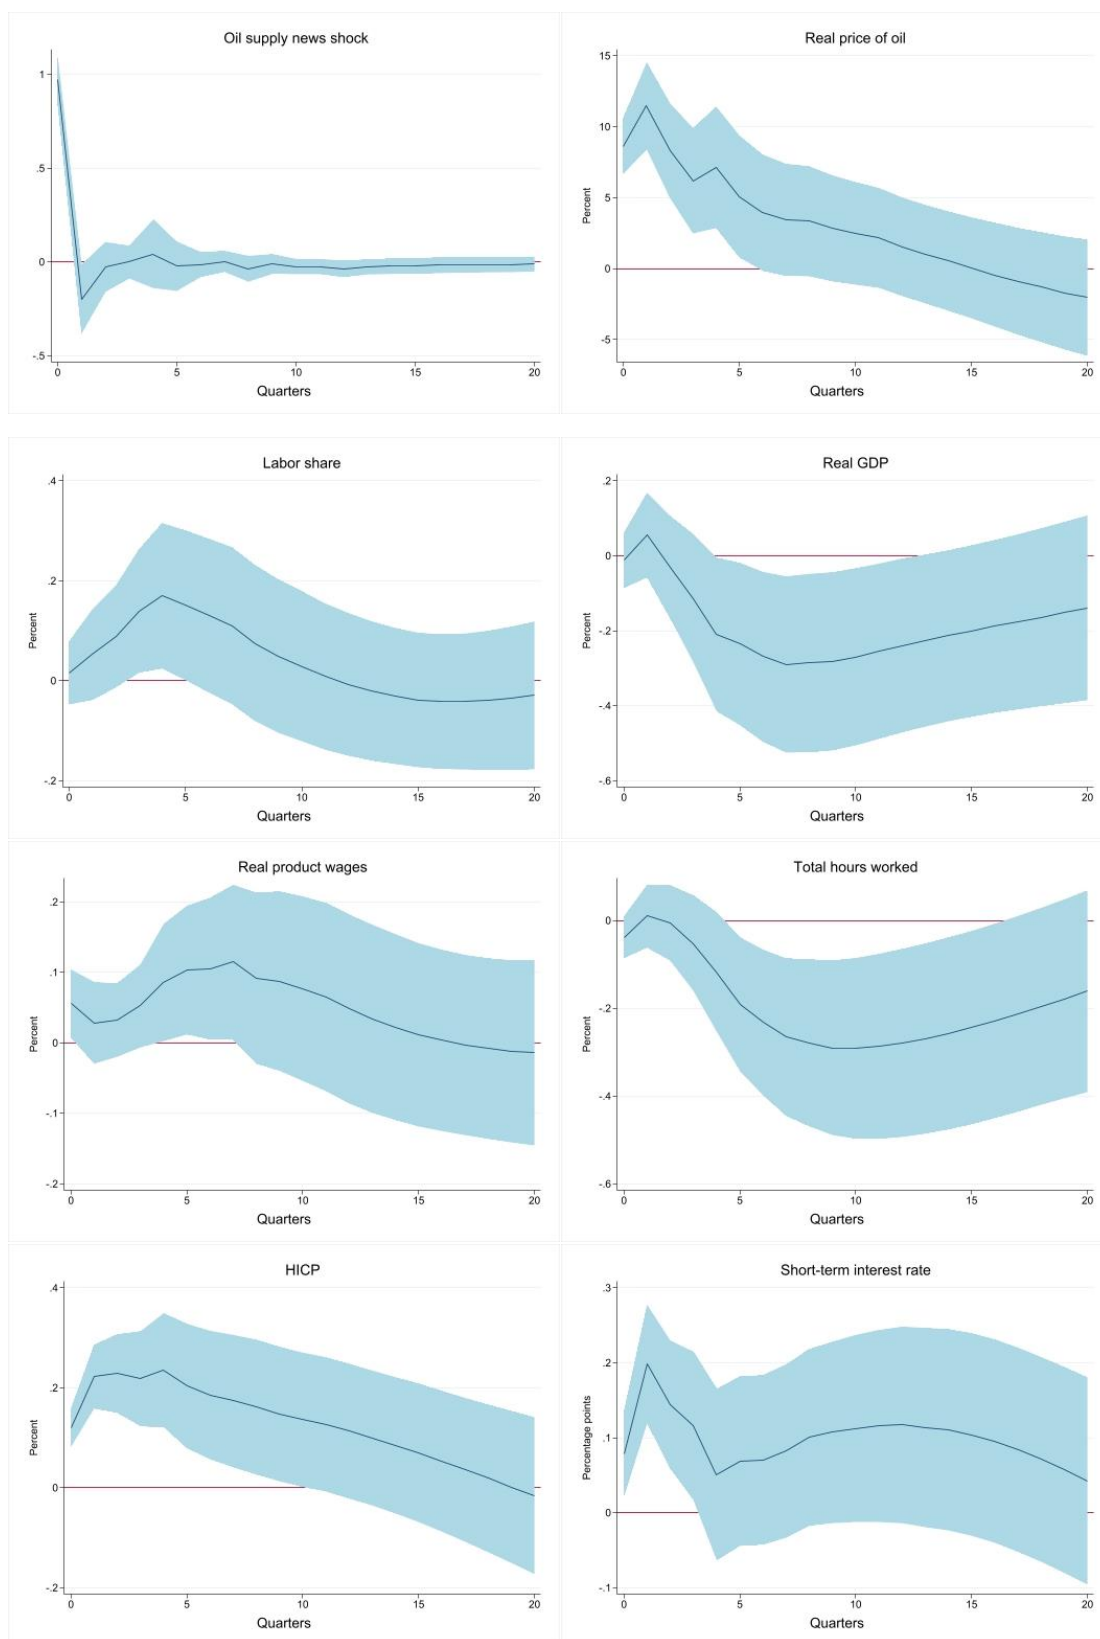 Oil supply news shock
1
.5
0
-.5
0 5 10 15 20
Quarters
Real price of oil
Percent
15
10
5
0
-5
0 5 10 15 20
Quarters
Labor share
Percent
.4
.2
0
-.2
0 5 10 15 20
Quarters
Real GDP
Percent
.2
0
-.2
-.4
-.6
0 5 10 15 20
Quarters
Real product wages
Percent
.2
.1
0
-.1
-.2
0 5 10 15 20
Quarters
Total hours worked
Percent
0
-.2
-.4
-.6
0 5 10 15 20
Quarters
HICP
Percent
.4
.2
0
-.2
0 5 10 15 20
Quarters
Short-term interest rate
Percentage points
.3
.2
.1
0
-.1
0 5 10 15 20
Quarters